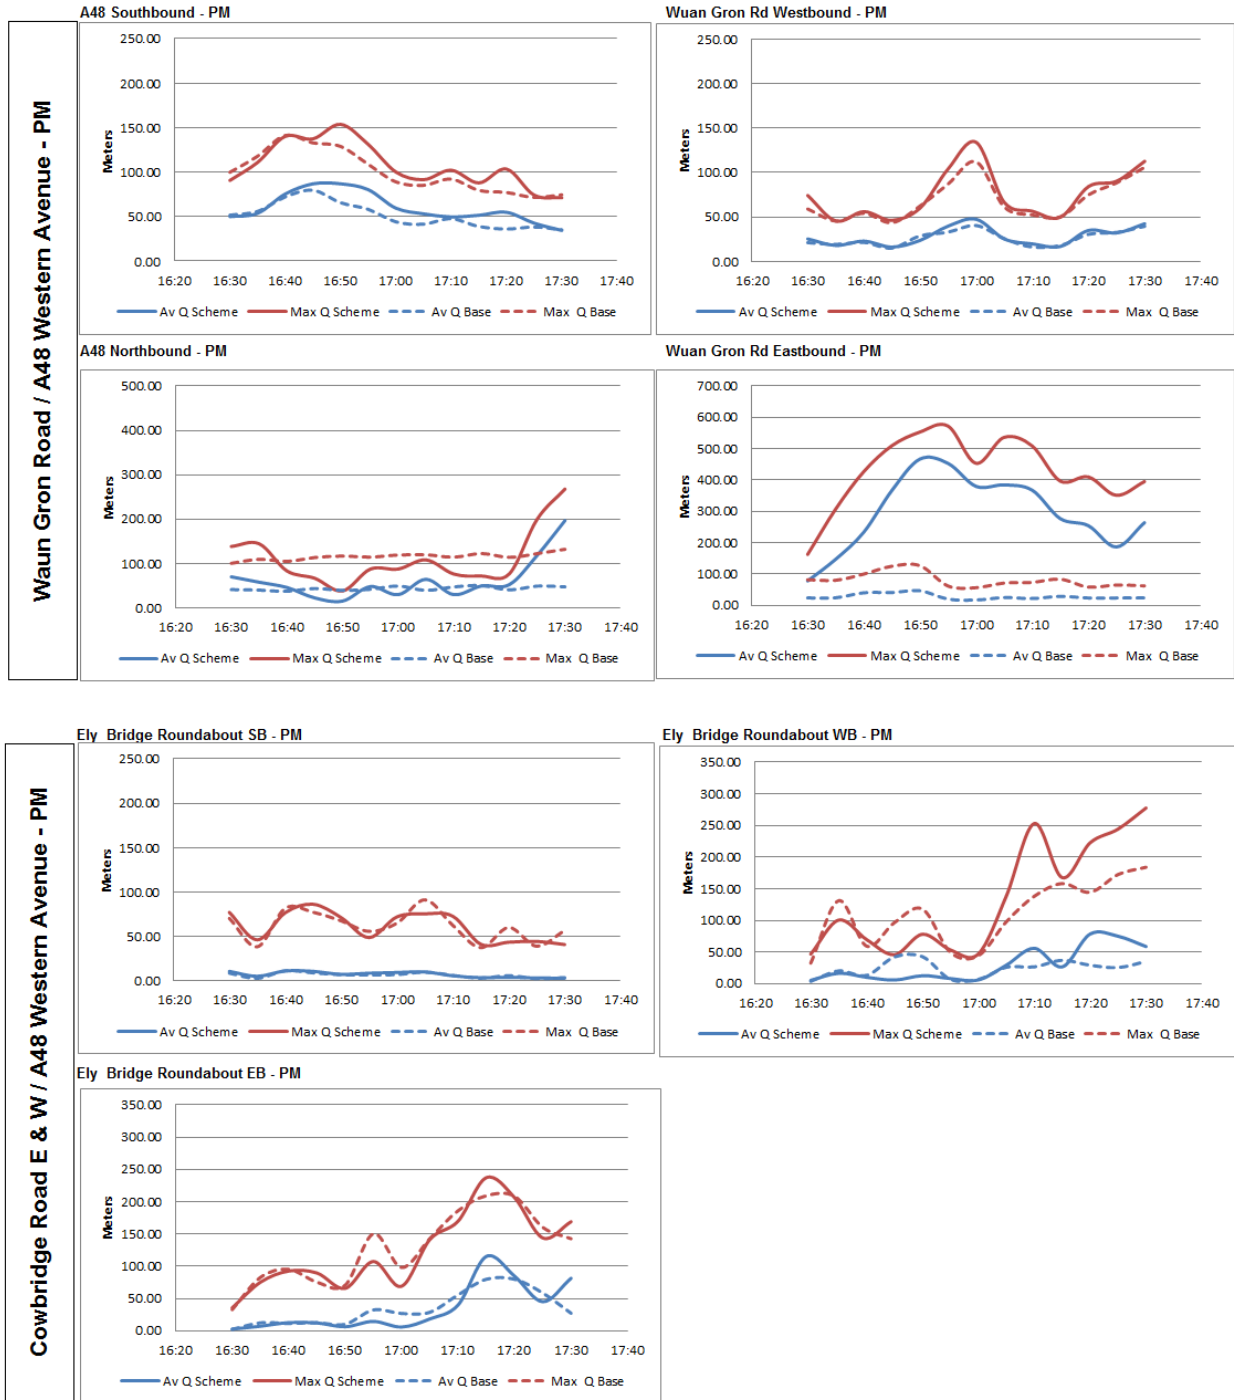 Waun Gron Road / A48 Western Avenue - PM
A48 Southbound - PM
250.00
200.00
150.00
100.00
50.00
0.00
Meters
16:20 16:30 16:40 16:50 17:00 17:10 17:20 17:30 17:40
Av Q Scheme Max Q Scheme Av Q Base Max Q Base
Wuan Gron Rd Westbound - PM
250.00
200.00
150.00
100.00
50.00
0.00
Meters
16:20 16:30 16:40 16:50 17:00 17:10 17:20 17:30 17:40
Av Q Scheme Max Q Scheme Av Q Base Max Q Base
A48 Northbound - PM
500.00
400.00
300.00
200.00
100.00
0.00
Meters
16:20 16:30 16:40 16:50 17:00 17:10 17:20 17:30 17:40
Av Q Scheme Max Q Scheme Av Q Base Max Q Base
Wuan Gron Rd Eastbound - PM
700.00
600.00
500.00
400.00
300.00
200.00
100.00
0.00
Meters
16:20 16:30 16:40 16:50 17:00 17:10 17:20 17:30 17:40
Av Q Scheme Max Q Scheme Av Q Base Max Q Base
Cowbridge Road E & W / A48 Western Avenue - PM
Ely Bridge Roundabout SB - PM
250.00
200.00
150.00
100.00
50.00
0.00
Meters
16:20 16:30 16:40 16:50 17:00 17:10 17:20 17:30 17:40
Av Q Scheme Max Q Scheme Av Q Base Max Q Base
Ely Bridge Roundabout WB - PM
350.00
300.00
250.00
200.00
150.00
100.00
50.00
0.00
Meters
16:20 16:30 16:40 16:50 17:00 17:10 17:20 17:30 17:40
Av Q Scheme Max Q Scheme Av Q Base Max Q Base
Ely Bridge Roundabout EB - PM
350.00
300.00
250.00
200.00
150.00
100.00
50.00
0.00
Meters
16:20 16:30 16:40 16:50 17:00 17:10 17:20 17:30 17:40
Av Q Scheme Max Q Scheme Av Q Base Max Q Base